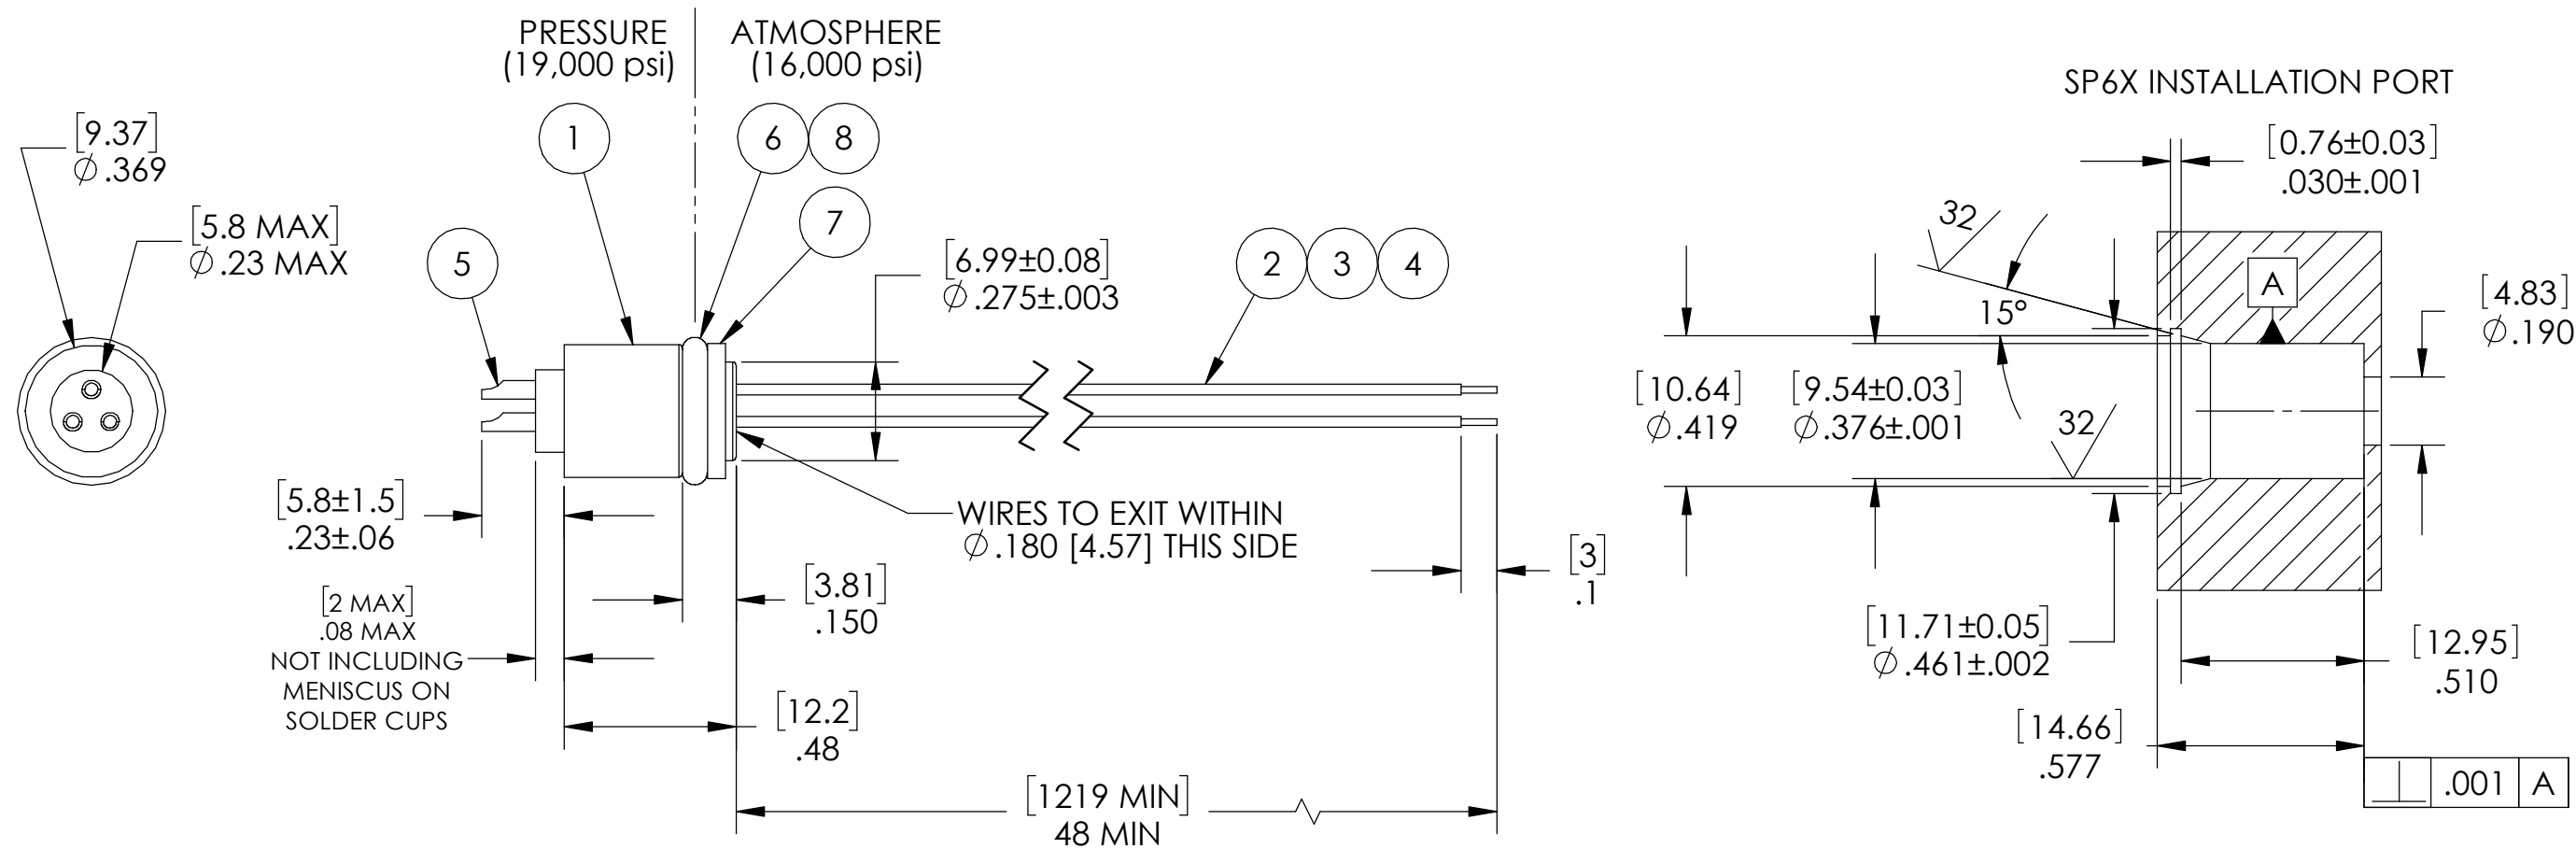 PRESSURE
(19,000 psi)
ATMOSPHERE
(16,000 psi)
1
6
8
7
5
2
3
4
[9.37]
∅.369
[5.8 MAX]
∅.23 MAX
[6.99±0.08]
∅.275±.003
[5.8±1.5]
.23±.06
[2 MAX]
.08 MAX
NOT INCLUDING
MENISCUS ON
SOLDER CUPS
WIRES TO EXIT WITHIN
∅.180 [4.57] THIS SIDE
[3.81]
.150
[12.2]
.48
[3]
.1
[1219 MIN]
48 MIN
SP6X INSTALLATION PORT
[0.76±0.03]
.030±.001
32
15°
A
[4.83]
∅.190
[10.64]
∅.419
[9.54±0.03]
∅.376±.001
32
[11.71±0.05]
∅.461±.002
[12.95]
.510
[14.66]
.577
⊥ .001 A